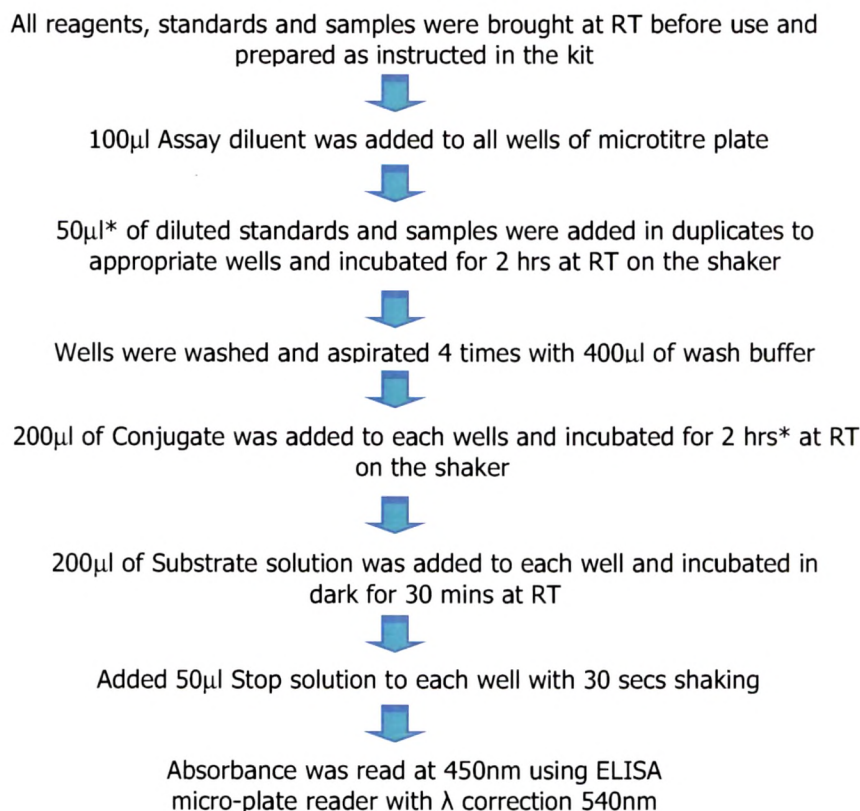 All reagents, standards and samples were brought at RT before use and
prepared as instructed in the kit
100µl Assay diluent was added to all wells of microtitre plate
50µl* of diluted standards and samples were added in duplicates to
appropriate wells and incubated for 2 hrs at RT on the shaker
Wells were washed and aspirated 4 times with 400µl of wash buffer
200µl of Conjugate was added to each wells and incubated for 2 hrs* at RT
on the shaker
200µl of Substrate solution was added to each well and incubated in
dark for 30 mins at RT
Added 50µl Stop solution to each well with 30 secs shaking
Absorbance was read at 450nm using ELISA
micro-plate reader with λ correction 540nm